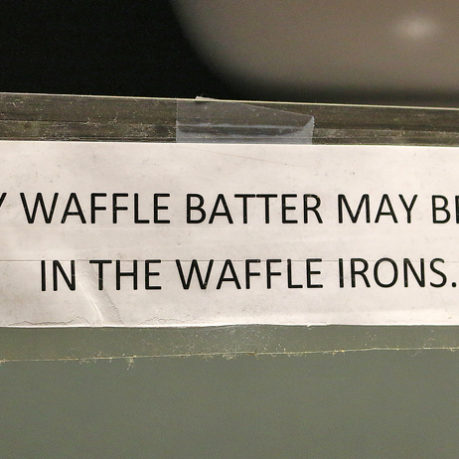 Y WAFFLE BATTER MAY B
IN THE WAFFLE IRONS.